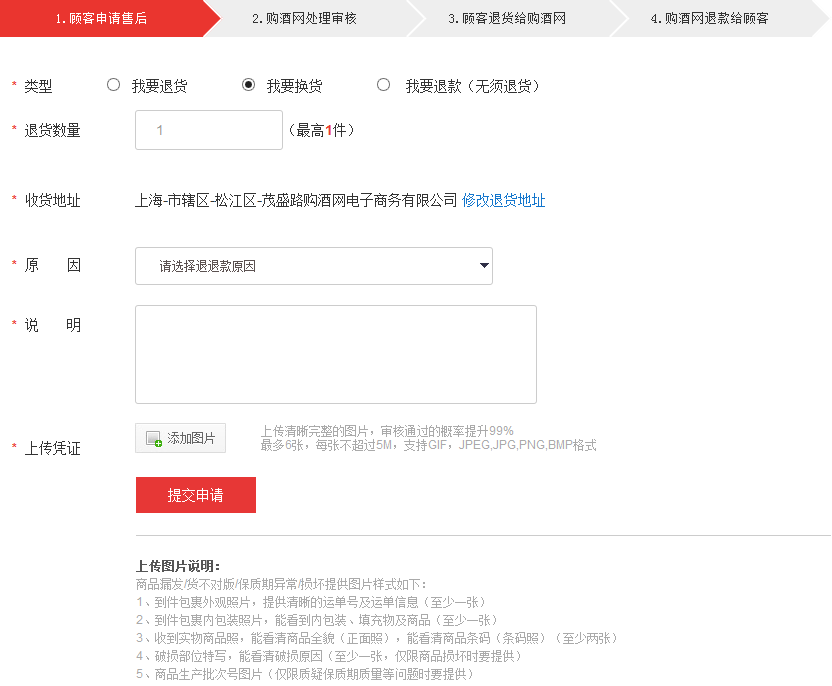 1.顾客申请售后 2.购酒网处理审核 3.顾客退货给购酒网 4.购酒网退款给顾客
* 类型 我要退货 我要换货 我要退款（无须退货）
* 退货数量 1 （最高1件）
* 收货地址 上海-市辖区-松江区-茂盛路购酒网电子商务有限公司 修改退货地址
* 原 因 请选择退退款原因
* 说 明
* 上传凭证 添加图片 上传清晰完整的图片，审核通过的概率提升99%
最多6张，每张不超过5M，支持GIF，JPEG,JPG,PNG,BMP格式
提交申请
上传图片说明：
商品漏发/货不对版/保质期异常/损坏提供图片样式如下：
1、到件包裹外观照片，提供清晰的运单号及运单信息（至少一张）
2、到件包裹内包装照片，能看到内包装、填充物及商品（至少一张）
3、收到实物商品照，能看清商品全貌（正面照），能看清商品条码（条码照）（至少两张）
4、破损部位特写，能看清破损原因（至少一张，仅限商品损坏时要提供）
5、商品生产批次号图片（仅限质疑保质期质量等问题时要提供）